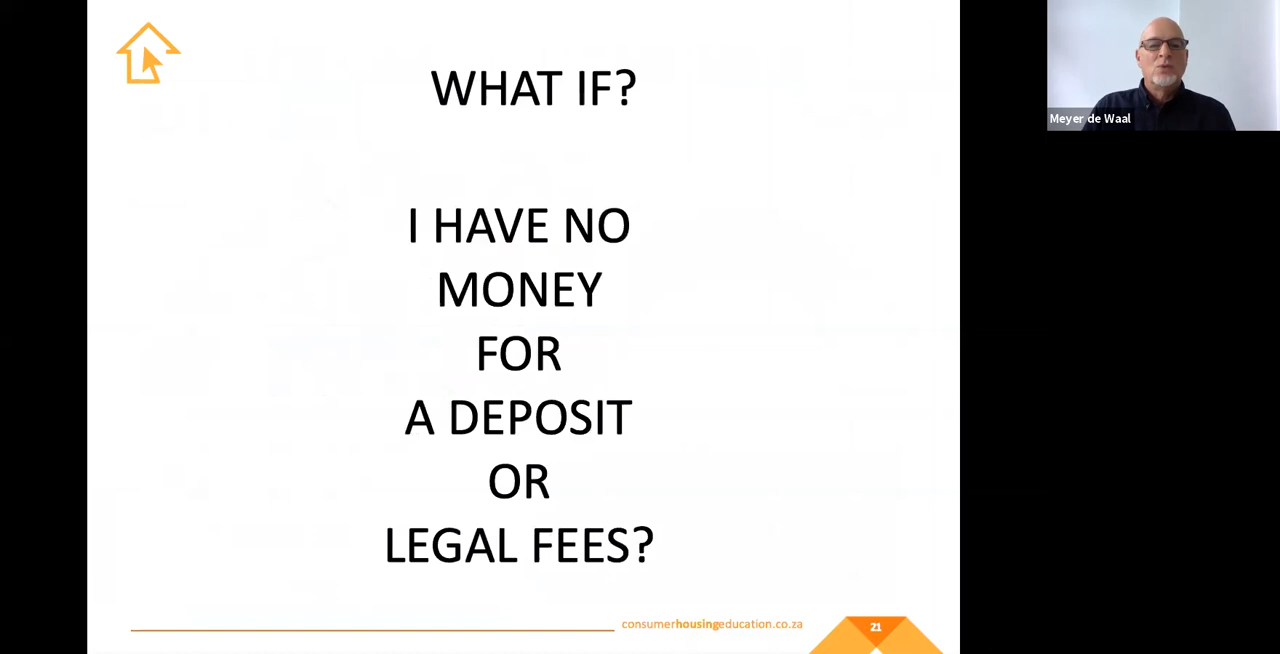 WHAT IF?
I HAVE NO
MONEY
FOR
A DEPOSIT
OR
LEGAL FEES?
consumerhousingeducation.co.za
21
Meyer de Waal